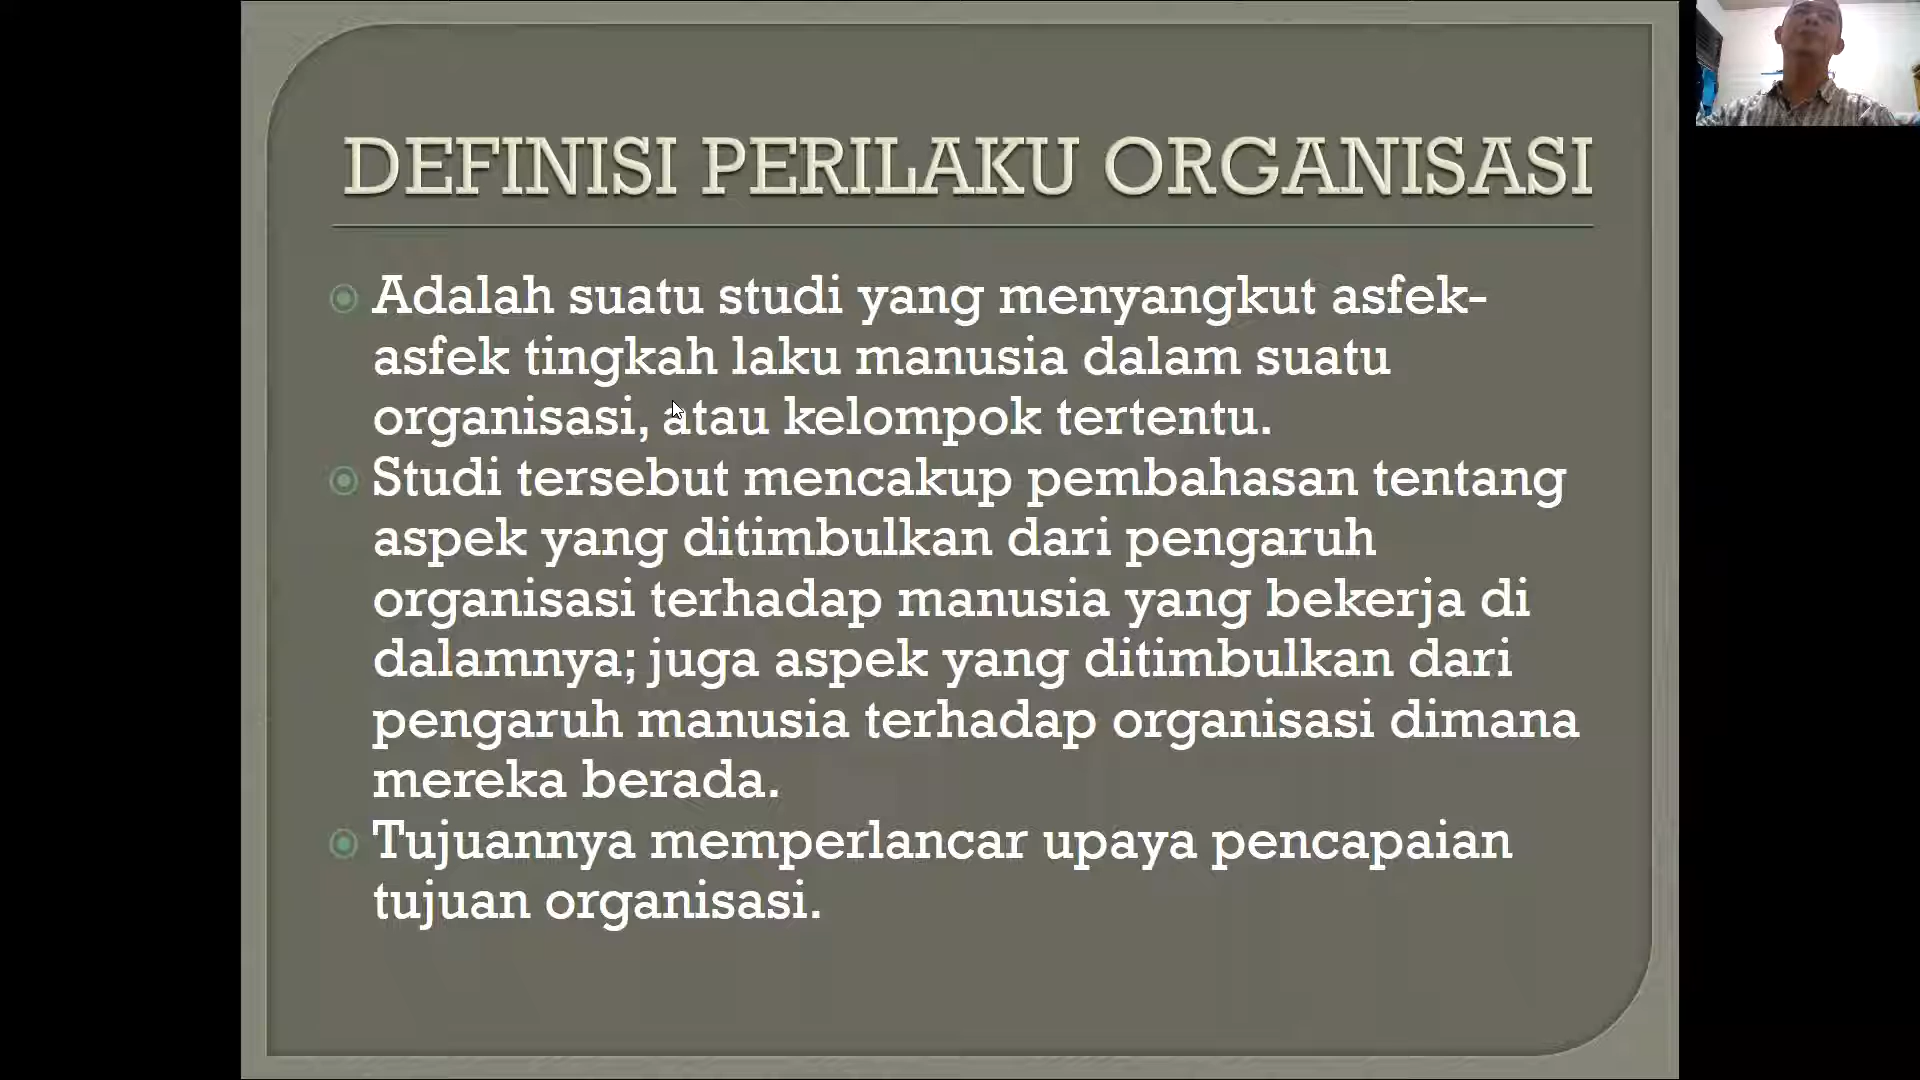 DEFINISI PERILAKU ORGANISASI
Adalah suatu studi yang menyangkut asfek-
asfek tingkah laku manusia dalam suatu
organisasi, atau kelompok tertentu.
Studi tersebut mencakup pembahasan tentang
aspek yang ditimbulkan dari pengaruh
organisasi terhadap manusia yang bekerja di
dalamnya; juga aspek yang ditimbulkan dari
pengaruh manusia terhadap organisasi dimana
mereka berada.
Tujuannya memperlancar upaya pencapaian
tujuan organisasi.